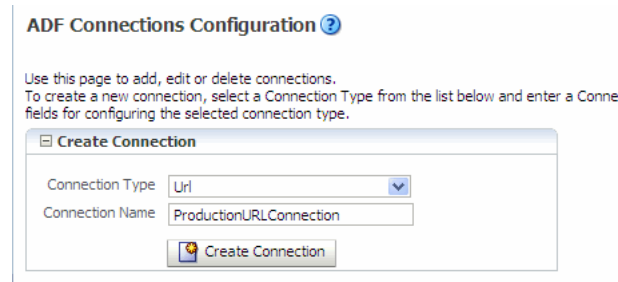 ADF Connections Configuration
Use this page to add, edit or delete connections.
To create a new connection, select a Connection Type from the list below and enter a Conne
fields for configuring the selected connection type.
Create Connection
Connection Type Url
Connection Name ProductionURLConnection
Create Connection